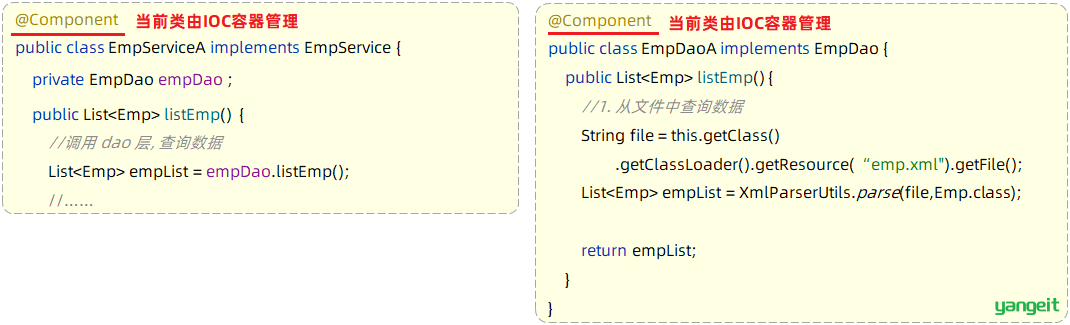 @Component 当前类由IOC容器管理
public class EmpServiceA implements EmpService {
private EmpDao empDao ;
public List<Emp> listEmp() {
//调用 dao 层, 查询数据
List<Emp> empList = empDao.listEmp();
//……
@Component 当前类由IOC容器管理
public class EmpDaoA implements EmpDao {
public List<Emp> listEmp() {
//1. 从文件中查询数据
String file = this.getClass()
.getClassLoader().getResource( “emp.xml").getFile();
List<Emp> empList = XmlParserUtils.parse(file,Emp.class);
return empList;
}
}
yangeit